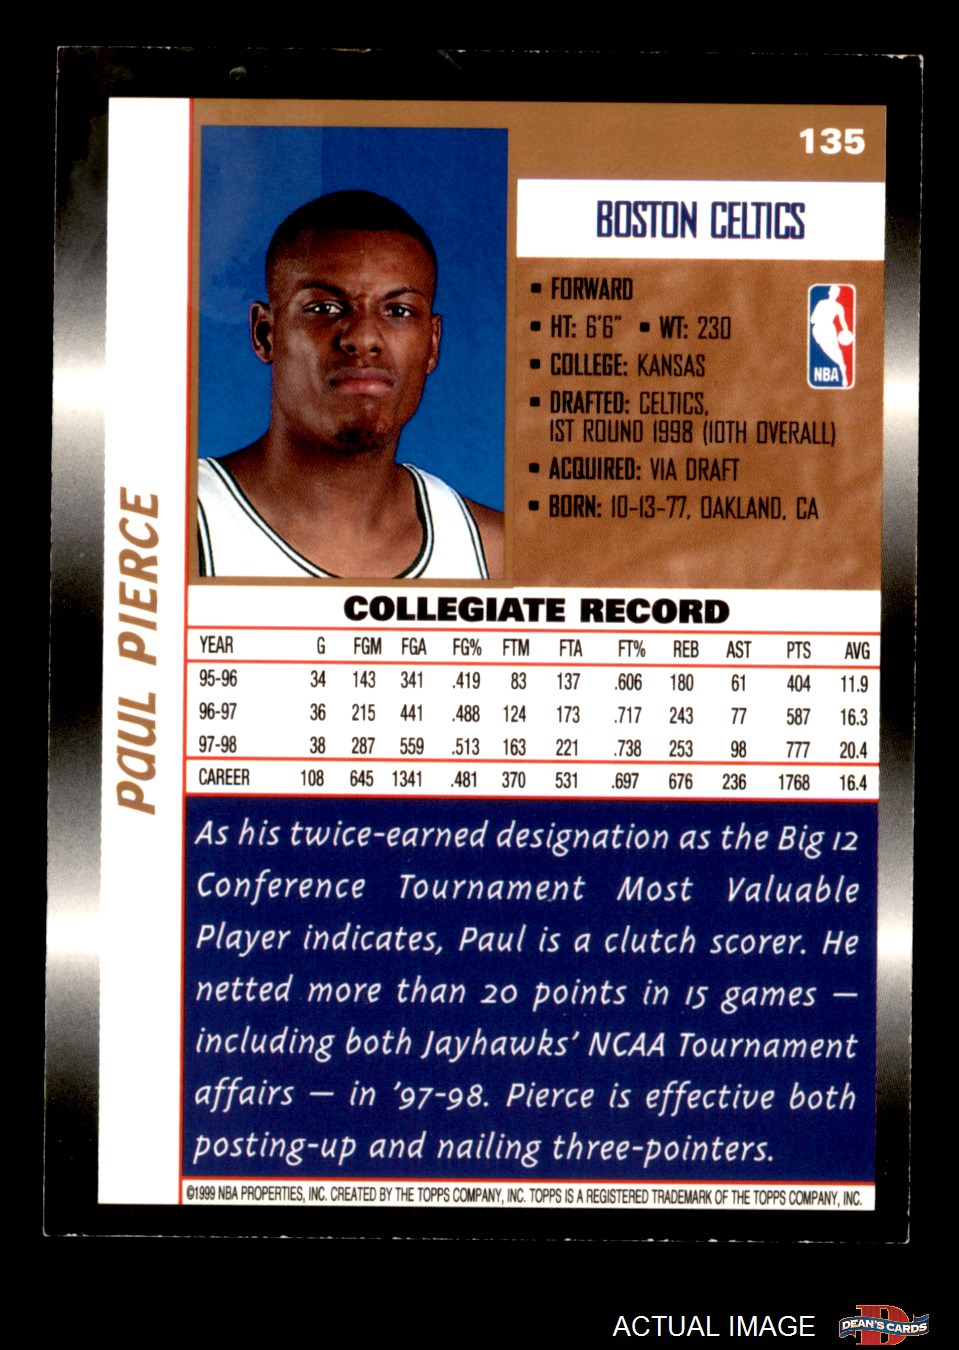 135
BOSTON CELTICS
▪ FORWARD
▪ HT: 6'6" ▪ WT: 230
▪ COLLEGE: KANSAS
▪ DRAFTED: CELTICS,
1ST ROUND 1998 (10TH OVERALL)
▪ ACQUIRED: VIA DRAFT
▪ BORN: 10-13-77, OAKLAND, CA
NBA
PAUL PIERCE
COLLEGIATE RECORD
YEAR G FGM FGA FG% FTM FTA FT% REB AST PTS AVG
95-96 34 143 341 .419 83 137 .606 180 61 404 11.9
96-97 36 215 441 .488 124 173 .717 243 77 587 16.3
97-98 38 287 559 .513 163 221 .738 253 98 777 20.4
CAREER 108 645 1341 .481 370 531 .697 676 236 1768 16.4
As his twice-earned designation as the Big 12
Conference Tournament Most Valuable
Player indicates, Paul is a clutch scorer. He
netted more than 20 points in 15 games —
including both Jayhawks' NCAA Tournament
affairs — in '97-98. Pierce is effective both
posting-up and nailing three-pointers.
©1999 NBA PROPERTIES, INC. CREATED BY THE TOPPS COMPANY, INC. TOPPS IS A REGISTERED TRADEMARK OF THE TOPPS COMPANY, INC.
ACTUAL IMAGE
D
DEAN'S CARDS